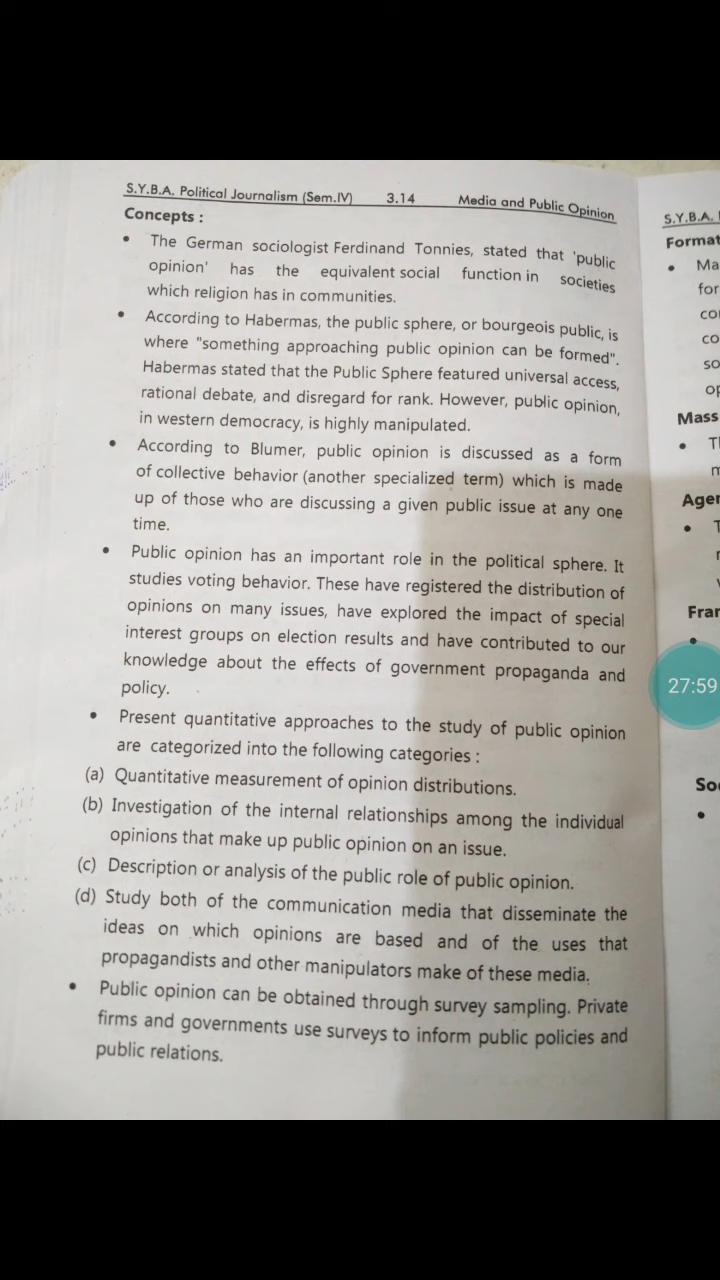 S.Y.B.A. Political Journalism (Sem.IV) 3.14 Media and Public Opinion
Concepts :
• The German sociologist Ferdinand Tonnies, stated that 'public
opinion' has the equivalent social function in societies
which religion has in communities.
• According to Habermas, the public sphere, or bourgeois public, is
where "something approaching public opinion can be formed".
Habermas stated that the Public Sphere featured universal access,
rational debate, and disregard for rank. However, public opinion,
in western democracy, is highly manipulated.
• According to Blumer, public opinion is discussed as a form
of collective behavior (another specialized term) which is made
up of those who are discussing a given public issue at any one
time.
• Public opinion has an important role in the political sphere. It
studies voting behavior. These have registered the distribution of
opinions on many issues, have explored the impact of special
interest groups on election results and have contributed to our
knowledge about the effects of government propaganda and
policy.
• Present quantitative approaches to the study of public opinion
are categorized into the following categories :
(a) Quantitative measurement of opinion distributions.
(b) Investigation of the internal relationships among the individual
opinions that make up public opinion on an issue.
(c) Description or analysis of the public role of public opinion.
(d) Study both of the communication media that disseminate the
ideas on which opinions are based and of the uses that
propagandists and other manipulators make of these media.
• Public opinion can be obtained through survey sampling. Private
firms and governments use surveys to inform public policies and
public relations.
S.Y.B.A.
Format
• Ma
for
co
so
op
Mass
•
Agen
•
Fran
•
27:59
So
•